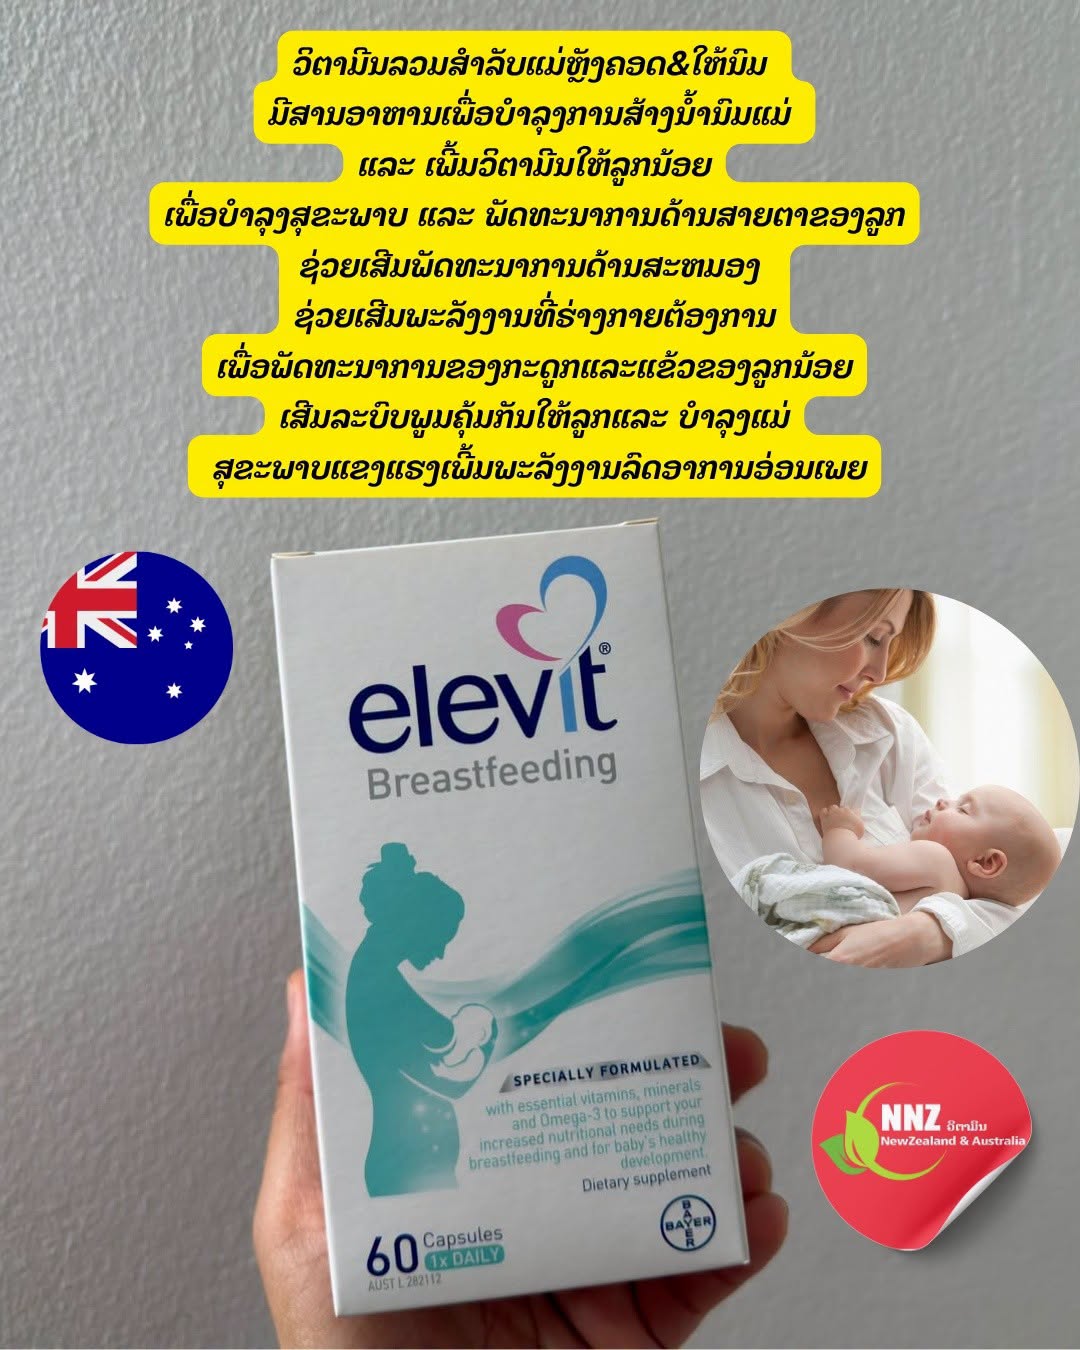 ວິຕາມີນລວມສຳລັບແມ່ຫຼັງຄອດ&ໃຫ້ນົມ
ມີສານອາຫານເພື່ອບຳລຸງການສ້າງນ້ຳນົມແມ່
ແລະ ເພີ້ມວິຕາມີນໃຫ້ລູກນ້ອຍ
ເພື່ອບຳລຸງສຸຂະພາບ ແລະ ພັດທະນາການດ້ານສາຍຕາຂອງລູກ
ຊ່ວຍເສີມພັດທະນາການດ້ານສະຫມອງ
ຊ່ວຍເສີມພະລັງງານທີ່ຮ່າງກາຍຕ້ອງການ
ເພື່ອພັດທະນາການຂອງກະດູກແລະແຂ້ວຂອງລູກນ້ອຍ
ເສີມລະບົບພູມຄຸ້ມກັນໃຫ້ລູກແລະ ບຳລຸງແມ່
ສຸຂະພາບແຂງແຮງເພີ້ມພະລັງງານລົດອາການອ່ອນເພຍ
elevit®
Breastfeeding
SPECIALLY FORMULATED
with essential vitamins, minerals
and Omega-3 to support your
increased nutritional needs during
breastfeeding and for baby's healthy
development.
Dietary supplement
60 Capsules
1x DAILY
AUST L 282112
BAYER
BAYER
NNZ ວິຕາມິນ
NewZealand & Australia